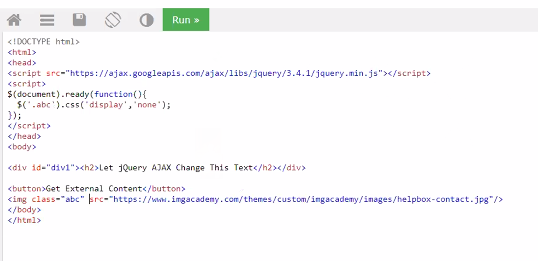 Run »
<!DOCTYPE html>
<html>
<head>
<script src="https://ajax.googleapis.com/ajax/libs/jquery/3.4.1/jquery.min.js"></script>
<script>
$(document).ready(function(){
  $('.abc').css('display','none');
});
</script>
</head>
<body>
<div id="div1"><h2>Let jQuery AJAX Change This Text</h2></div>
<button>Get External Content</button>
<img class="abc" src="https://www.imgacademy.com/themes/custom/imgacademy/images/helpbox-contact.jpg"/>
</body>
</html>